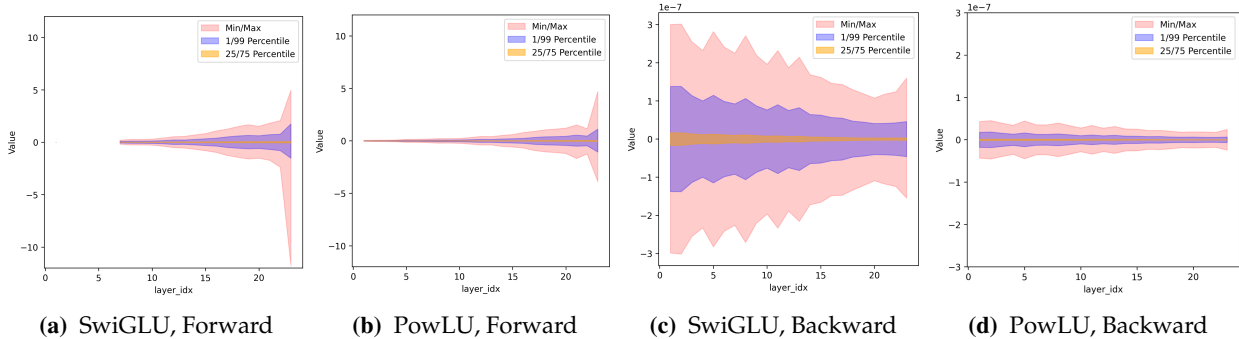 10
5
0
−5
−10
Value
0
5
10
15
20
layer_idx
Min/Max
1/99 Percentile
25/75 Percentile
(a) SwiGLU, Forward
10
5
0
−5
−10
Value
0
5
10
15
20
layer_idx
Min/Max
1/99 Percentile
25/75 Percentile
(b) PowLU, Forward
1e−7
3
2
1
0
−1
−2
−3
Value
0
5
10
15
20
layer_idx
Min/Max
1/99 Percentile
25/75 Percentile
(c) SwiGLU, Backward
3
2
1
0
−1
−2
−3
1e−7
Value
0
5
10
15
20
layer_idx
Min/Max
1/99 Percentile
25/75 Percentile
(d) PowLU, Backward